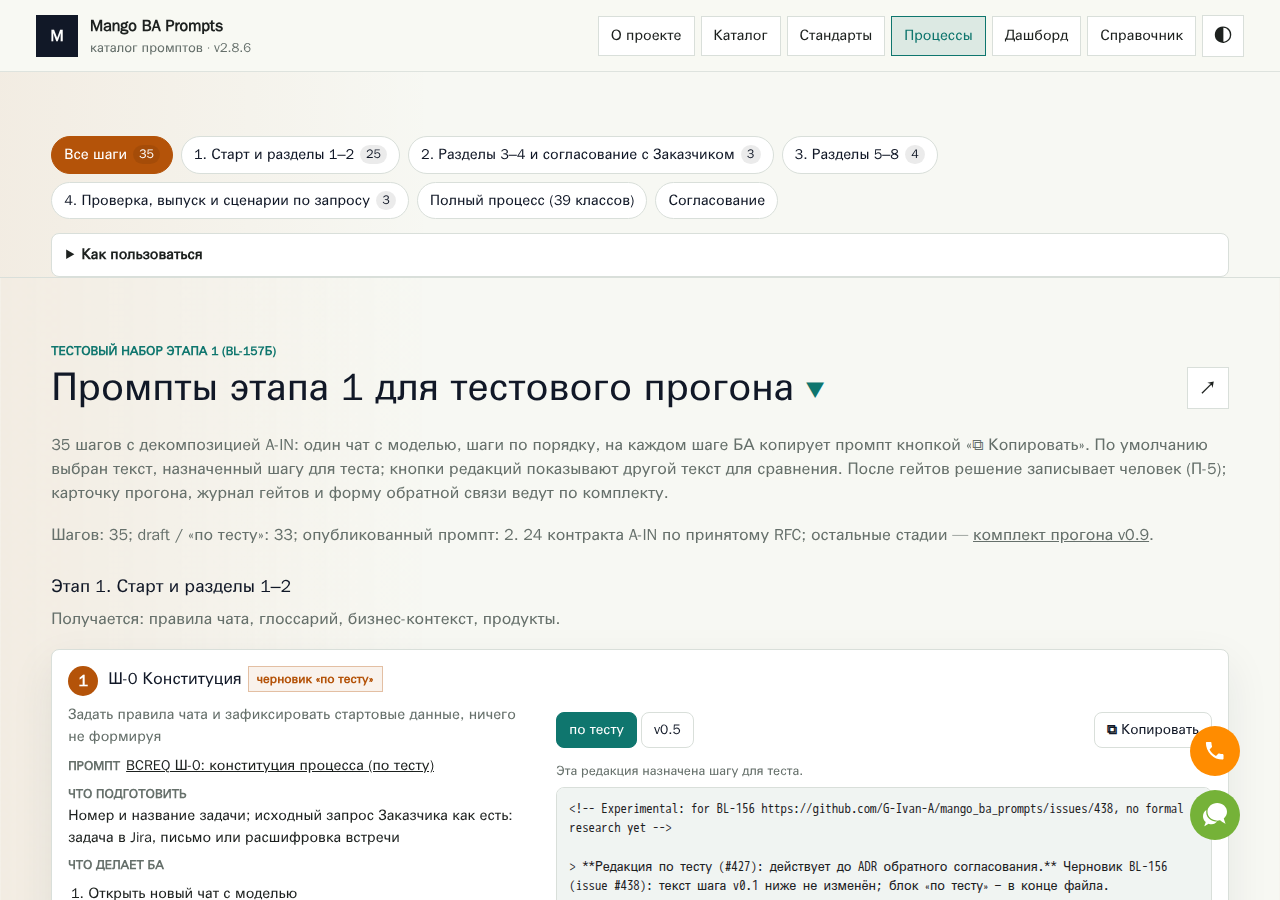 M
Mango BA Prompts
каталог промптов · v2.8.6
О проекте
Каталог
Стандарты
Процессы
Дашборд
Справочник
Все шаги 35
1. Старт и разделы 1–2 25
2. Разделы 3–4 и согласование с Заказчиком 3
3. Разделы 5–8 4
4. Проверка, выпуск и сценарии по запросу 3
Полный процесс (39 классов)
Согласование
▶ Как пользоваться
ТЕСТОВЫЙ НАБОР ЭТАПА 1 (BL-157Б)
Промпты этапа 1 для тестового прогона ▼
↗
35 шагов с декомпозицией A-IN: один чат с моделью, шаги по порядку, на каждом шаге БА копирует промпт кнопкой «⧉ Копировать». По умолчанию
выбран текст, назначенный шагу для теста; кнопки редакций показывают другой текст для сравнения. После гейтов решение записывает человек (П-5);
карточку прогона, журнал гейтов и форму обратной связи ведут по комплекту.
Шагов: 35; draft / «по тесту»: 33; опубликованный промпт: 2. 24 контракта A-IN по принятому RFC; остальные стадии — комплект прогона v0.9.
Этап 1. Старт и разделы 1–2
Получается: правила чата, глоссарий, бизнес-контекст, продукты.
1 Ш-0 Конституция черновик «по тесту»
Задать правила чата и зафиксировать стартовые данные, ничего
не формируя
ПРОМПТ BCREQ Ш-0: конституция процесса (по тесту)
ЧТО ПОДГОТОВИТЬ
Номер и название задачи; исходный запрос Заказчика как есть:
задача в Jira, письмо или расшифровка встречи
ЧТО ДЕЛАЕТ БА
1. Открыть новый чат с моделью
по тесту
v0.5
⧉ Копировать
Эта редакция назначена шагу для теста.
<!-- Experimental: for BL-156 https://github.com/G-Ivan-A/mango_ba_prompts/issues/438, no formal
research yet -->
> **Редакция по тесту (#427): действует до ADR обратного согласования.** Черновик BL-156
(issue #438): текст шага v0.1 ниже не изменён; блок «по тесту» — в конце файла.